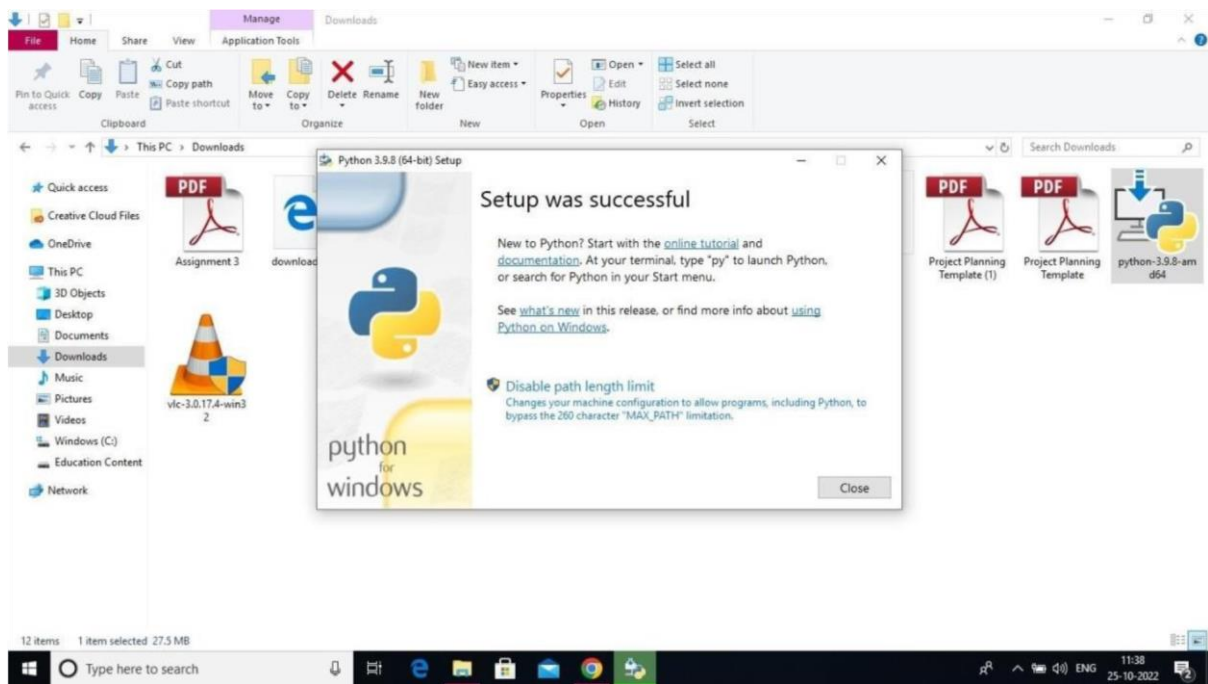 Manage
Downloads
File
Home
Share
View
Application Tools
Pin to Quick access
Copy
Paste
Cut
Copy path
Paste shortcut
Clipboard
Move to
Copy to
Delete
Rename
Organize
New folder
New item
Easy access
New
Properties
Open
Edit
History
Open
Select all
Select none
Invert selection
Select
This PC > Downloads
Search Downloads
Quick access
Creative Cloud Files
OneDrive
This PC
3D Objects
Desktop
Documents
Downloads
Music
Pictures
Videos
Windows (C:)
Education Content
Network
PDF
Assignment 3
download
vlc-3.0.17.4-win3
2
Python 3.9.8 (64-bit) Setup
Setup was successful
New to Python? Start with the online tutorial and
documentation. At your terminal, type "py" to launch Python,
or search for Python in your Start menu.
See what's new in this release, or find more info about using
Python on Windows.
Disable path length limit
Changes your machine configuration to allow programs, including Python, to
bypass the 260 character "MAX_PATH" limitation.
python
for
windows
Close
PDF
Project Planning
Template (1)
PDF
Project Planning
Template
python-3.9.8-am
d64
12 items
1 item selected 27.5 MB
Type here to search
ENG
11:38
25-10-2022
2